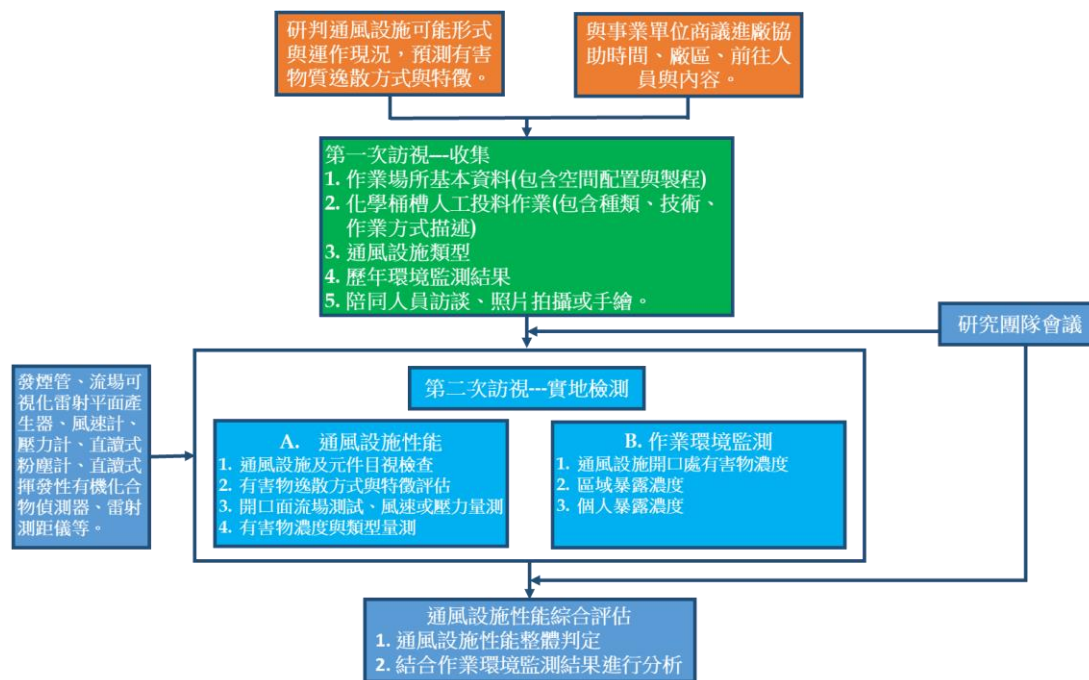 研判通風設施可能形式
與運作現況，預測有害
物質逸散方式與特徵。
與事業單位商議進廠協
助時間、廠區、前往人
員與內容。
第一次訪視---收集
1. 作業場所基本資料(包含空間配置與製程)
2. 化學桶槽人工投料作業(包含種類、技術、
作業方式描述)
3. 通風設施類型
4. 歷年環境監測結果
5. 陪同人員訪談、照片拍攝或手繪。
研究團隊會議
發煙管、流場可
視化雷射平面產
生器、風速計、
壓力計、直讀式
粉塵計、直讀式
揮發性有機化合
物偵測器、雷射
測距儀等。
第二次訪視---實地檢測
A. 通風設施性能
1. 通風設施及元件目視檢查
2. 有害物逸散方式與特徵評估
3. 開口面流場測試、風速或壓力量測
4. 有害物濃度與類型量測
B. 作業環境監測
1. 通風設施開口處有害物濃度
2. 區域暴露濃度
3. 個人暴露濃度
通風設施性能綜合評估
1. 通風設施性能整體判定
2. 結合作業環境監測結果進行分析